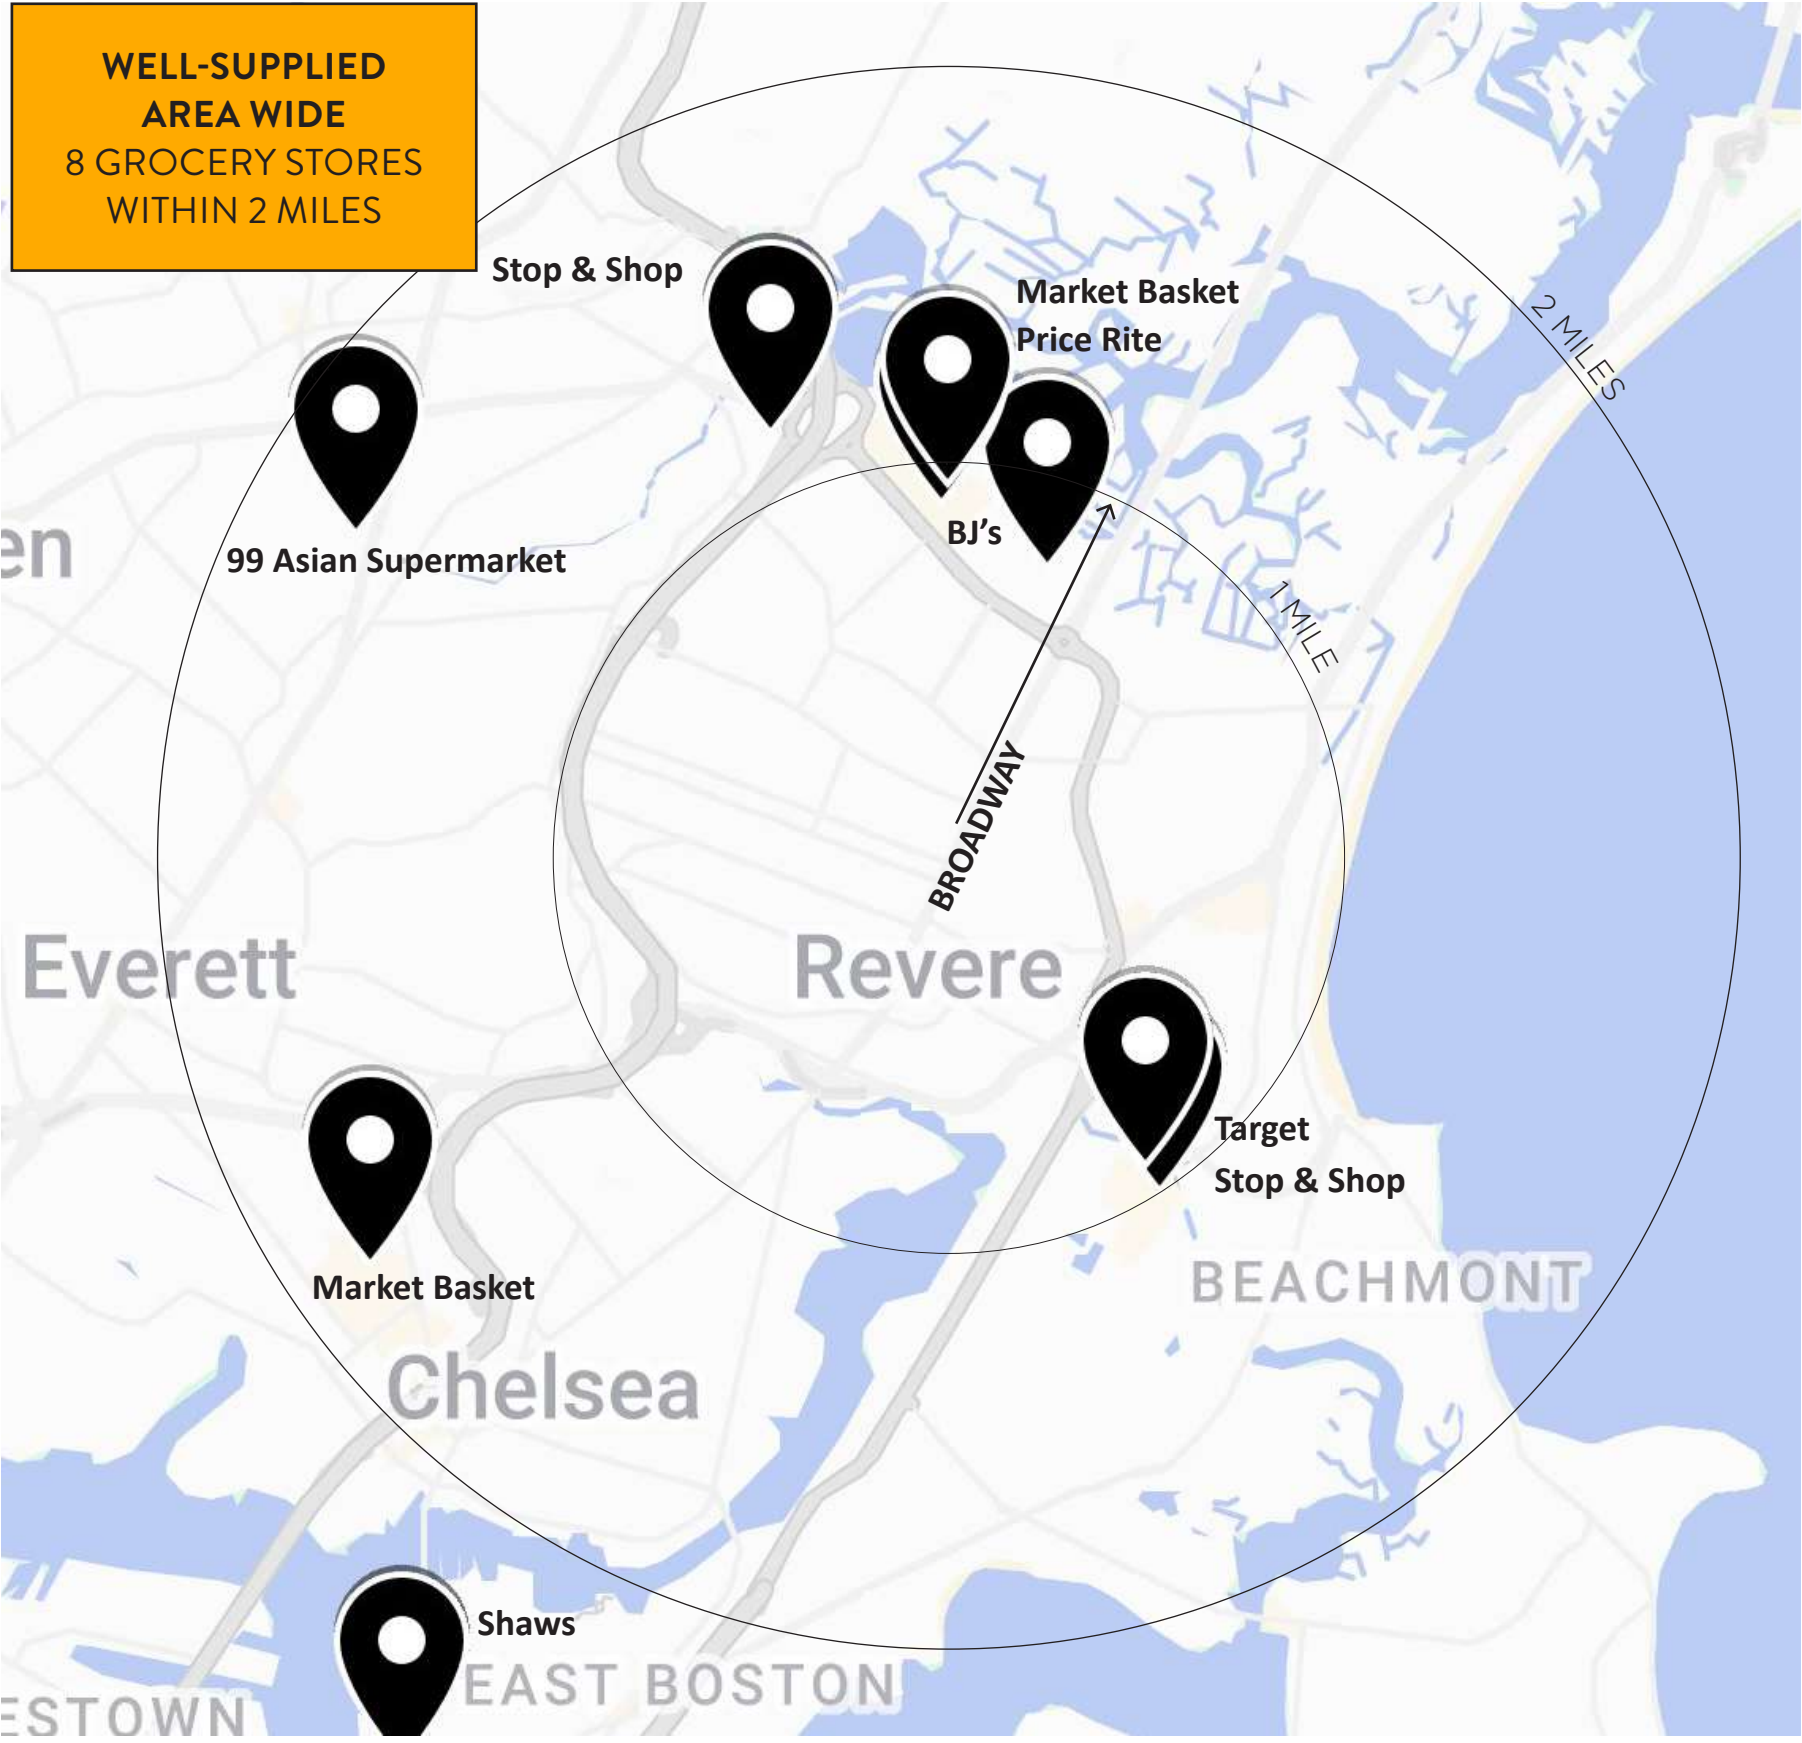 WELL-SUPPLIED
AREA WIDE
8 GROCERY STORES
WITHIN 2 MILES
Stop & Shop
Market Basket
Price Rite
2 MILES
99 Asian Supermarket
en
BJ's
1 MILE
BROADWAY
Everett
Revere
Target
Stop & Shop
BEACHMONT
Market Basket
Chelsea
Shaws
EAST BOSTON
ESTOWN